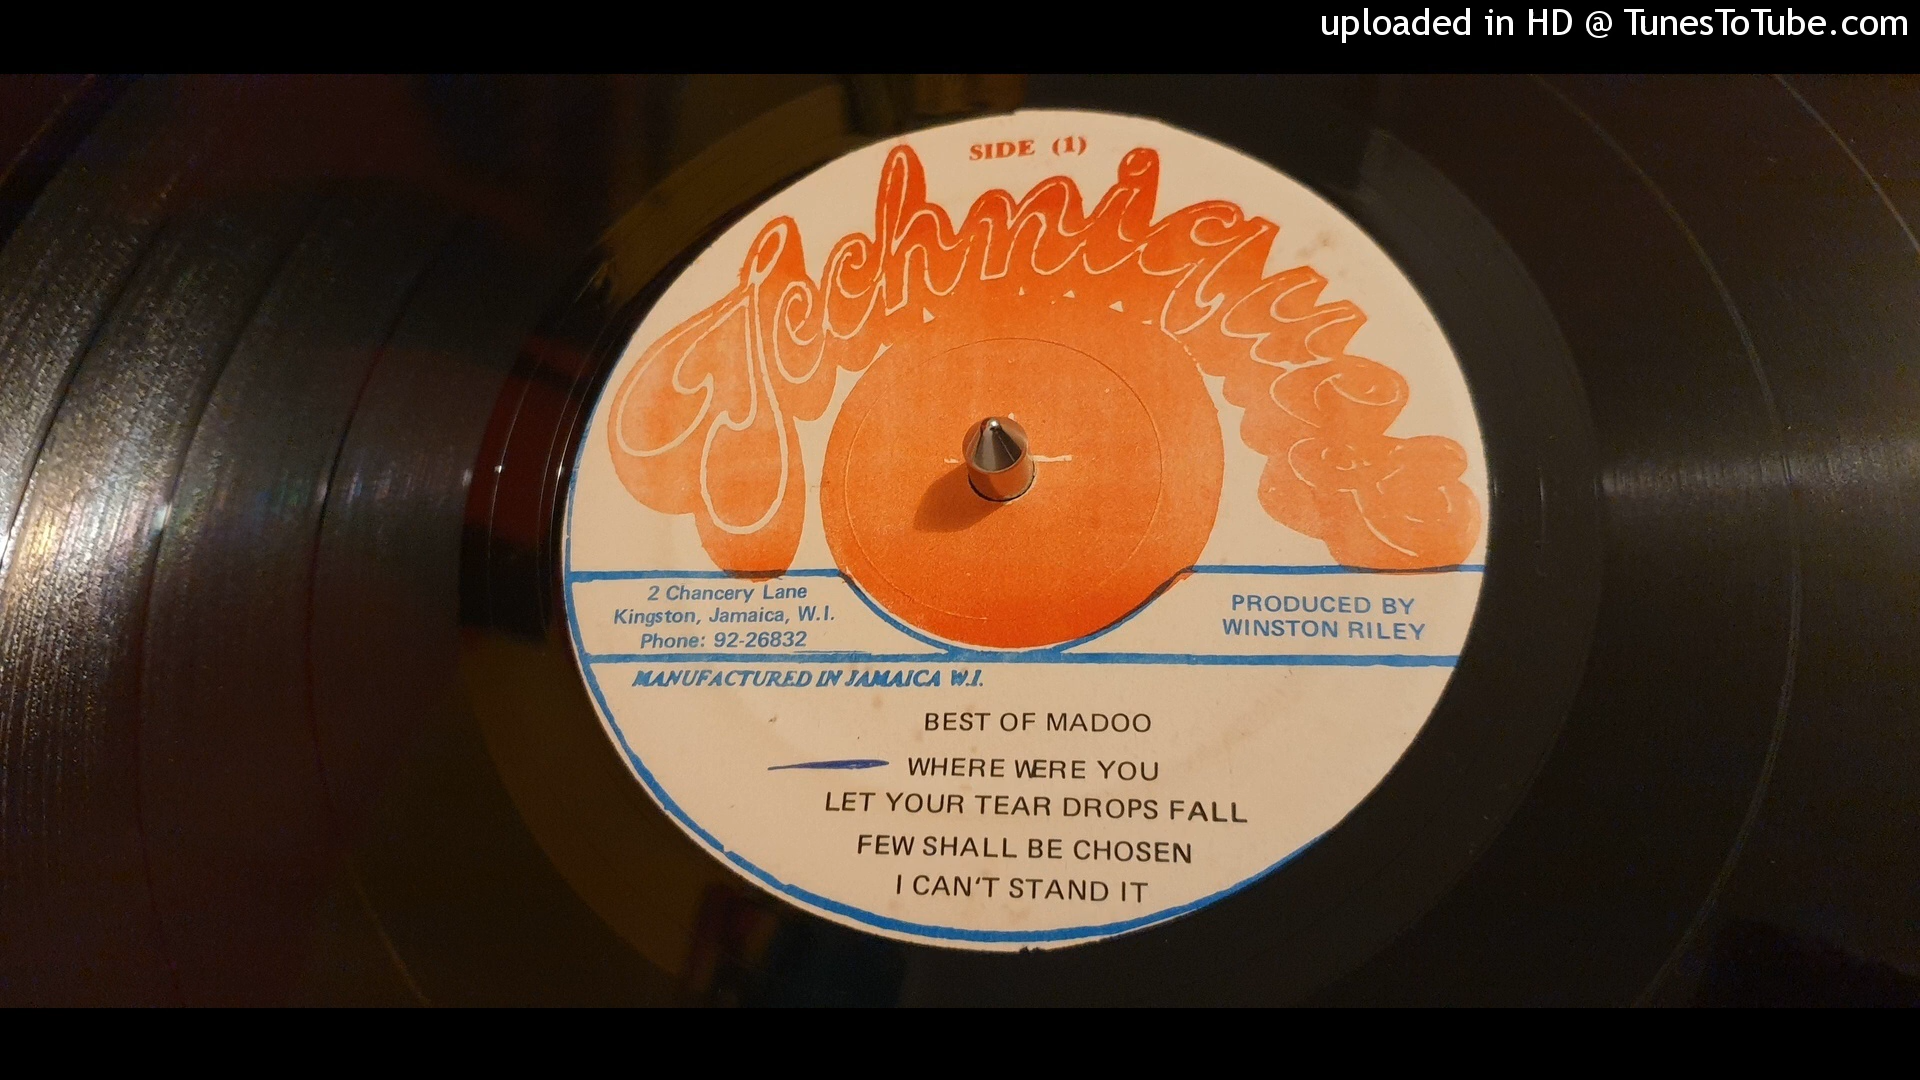 uploaded in HD @ TunesToTube.com
SIDE (1)
Techniques
2 Chancery Lane
Kingston, Jamaica, W.I.
Phone: 92-26832
PRODUCED BY
WINSTON RILEY
MANUFACTURED IN JAMAICA W.I.
BEST OF MADOO
WHERE WERE YOU
LET YOUR TEAR DROPS FALL
FEW SHALL BE CHOSEN
I CAN'T STAND IT